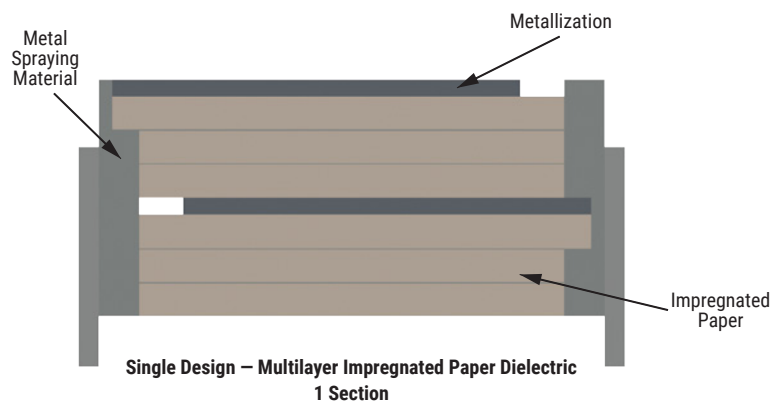 Metallization
Metal
Spraying
Material
Impregnated
Paper
Single Design — Multilayer Impregnated Paper Dielectric
1 Section